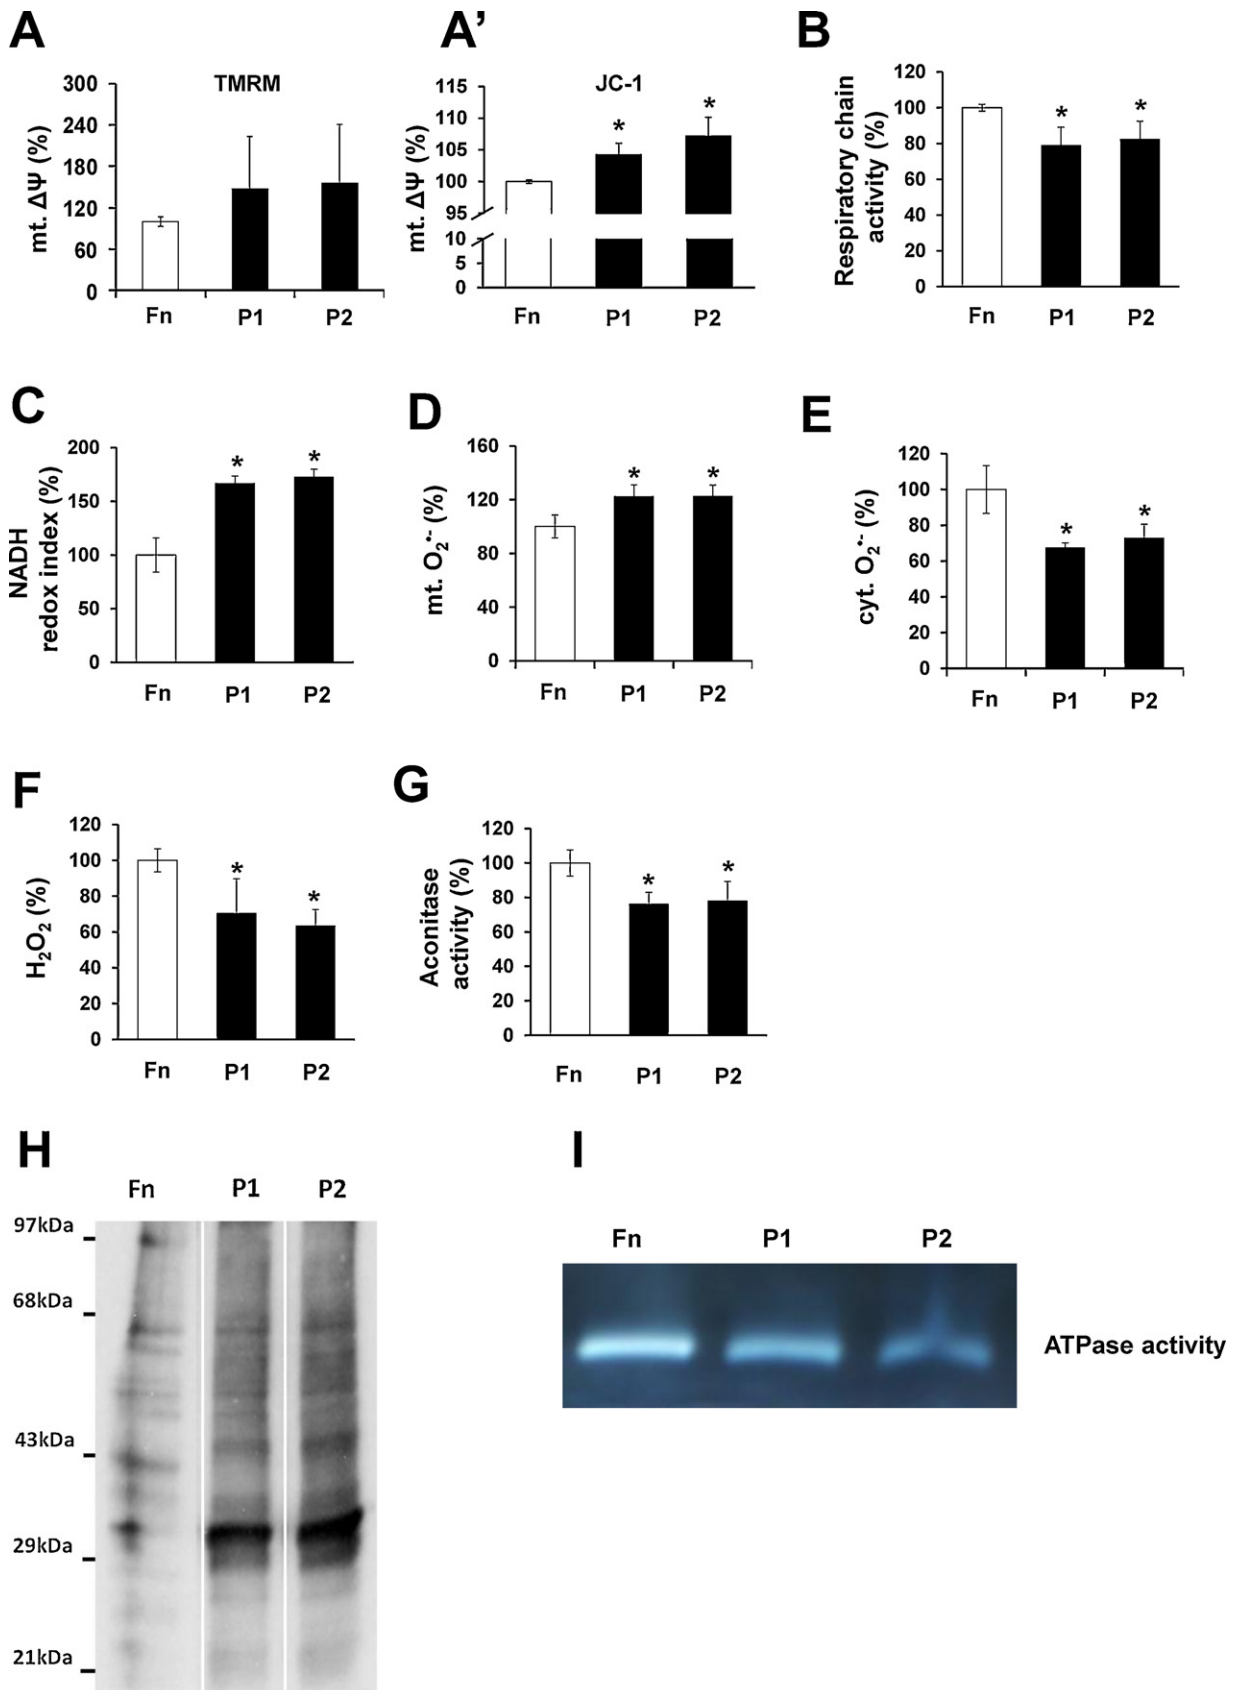 A
TMRM
mt. ΔΨ (%)
300
240
180
120
60
0
Fn P1 P2
A’
JC-1
mt. ΔΨ (%)
115
110
105
100
95
10
5
0
* *
Fn P1 P2
B
Respiratory chain
activity (%)
120
100
80
60
40
20
0
* *
Fn P1 P2
C
NADH
redox index (%)
200
150
100
50
0
* *
Fn P1 P2
D
mt. O₂•- (%)
160
120
80
40
0
* *
Fn P1 P2
E
cyt. O₂•- (%)
120
100
80
60
40
20
0
* *
Fn P1 P2
F
H₂O₂ (%)
120
100
80
60
40
20
0
* *
Fn P1 P2
G
Aconitase
activity (%)
120
100
80
60
40
20
0
* *
Fn P1 P2
H
Fn P1 P2
97kDa
68kDa
43kDa
29kDa
21kDa
I
Fn P1 P2
ATPase activity